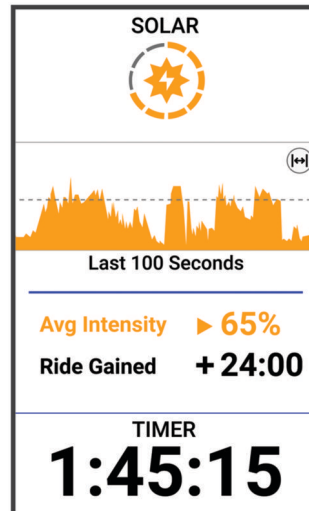 SOLAR
Last 100 Seconds
Avg Intensity ▶ 65%
Ride Gained +24:00
TIMER
1:45:15